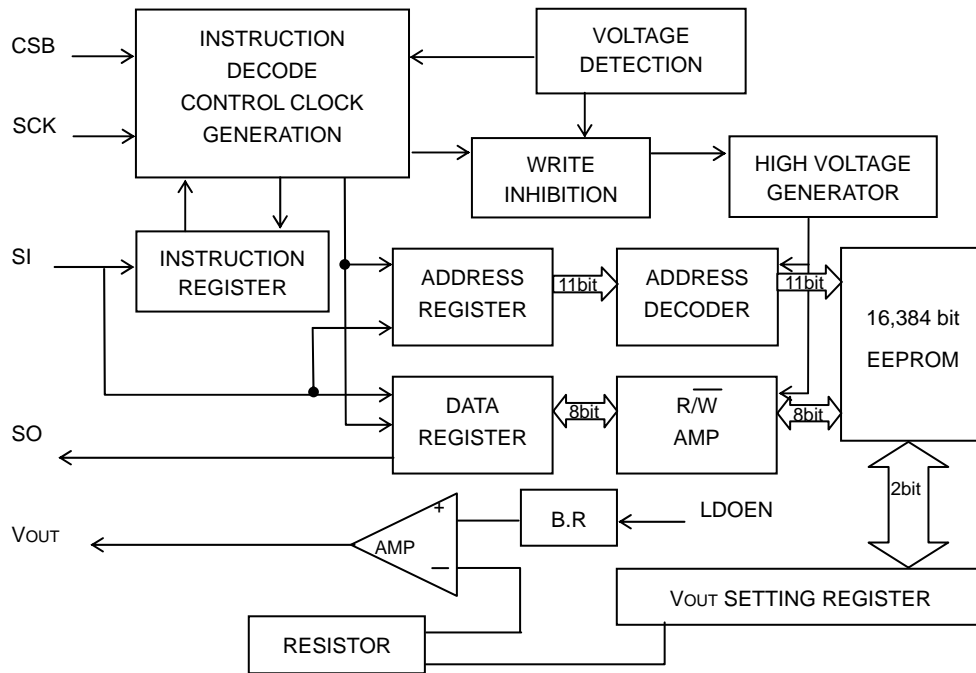 CSB
INSTRUCTION
DECODE
CONTROL CLOCK
GENERATION
VOLTAGE
DETECTION
SCK
WRITE
INHIBITION
HIGH VOLTAGE
GENERATOR
SI
INSTRUCTION
REGISTER
ADDRESS
REGISTER
11bit
ADDRESS
DECODER
11bit
16,384 bit
EEPROM
DATA
REGISTER
8bit
R/W
AMP
8bit
SO
2bit
VOUT
+
AMP
−
B.R
LDOEN
VOUT SETTING REGISTER
RESISTOR